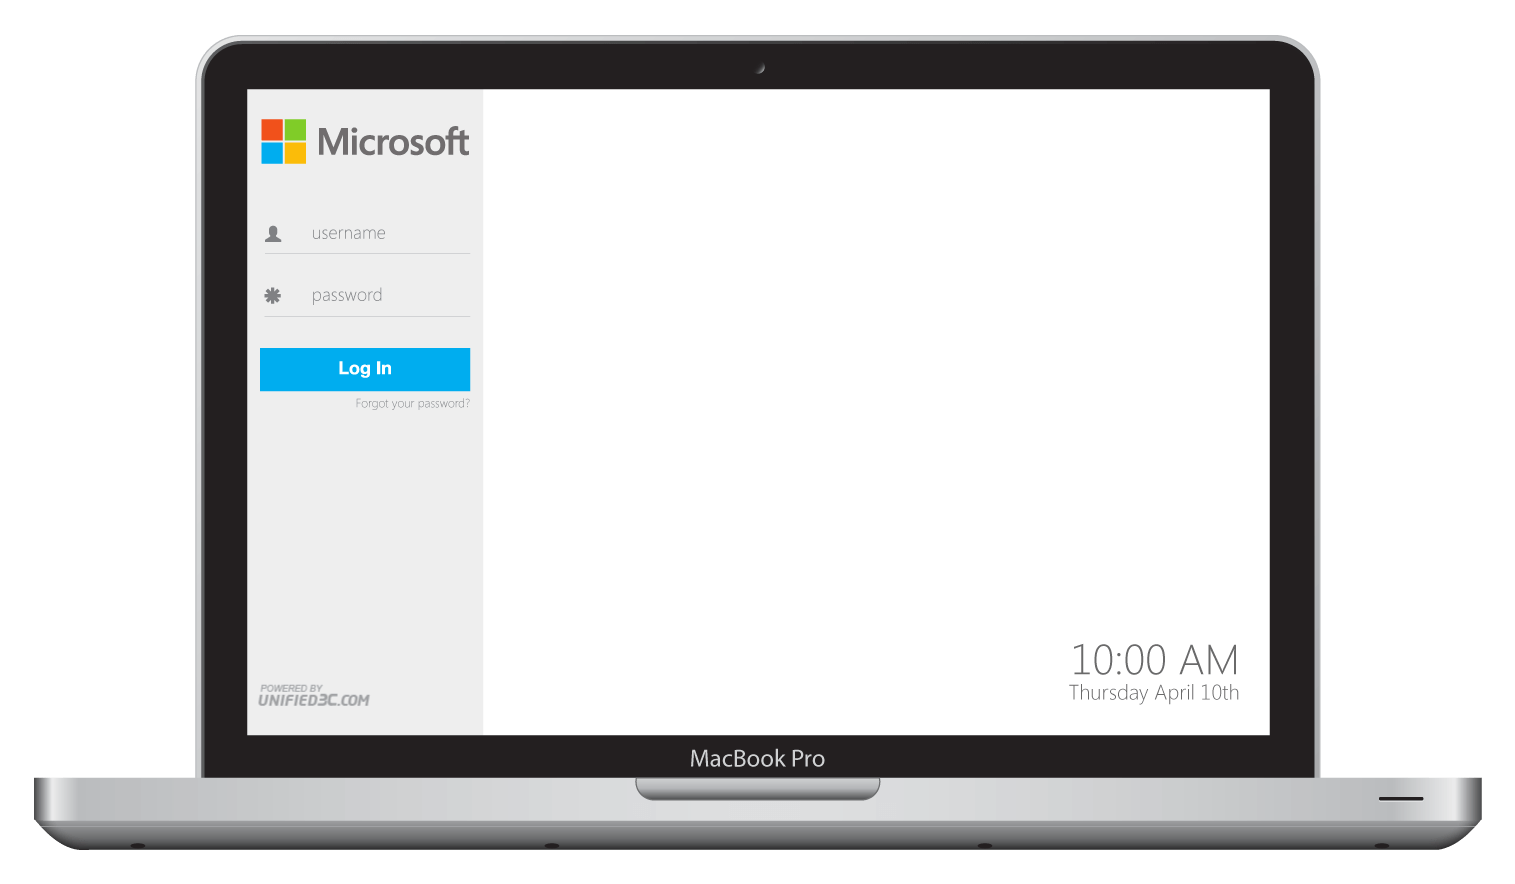 Microsoft
username
password
Log In
Forgot your password?
POWERED BY
UNIFIED3C.COM
10:00 AM
Thursday April 10th
MacBook Pro